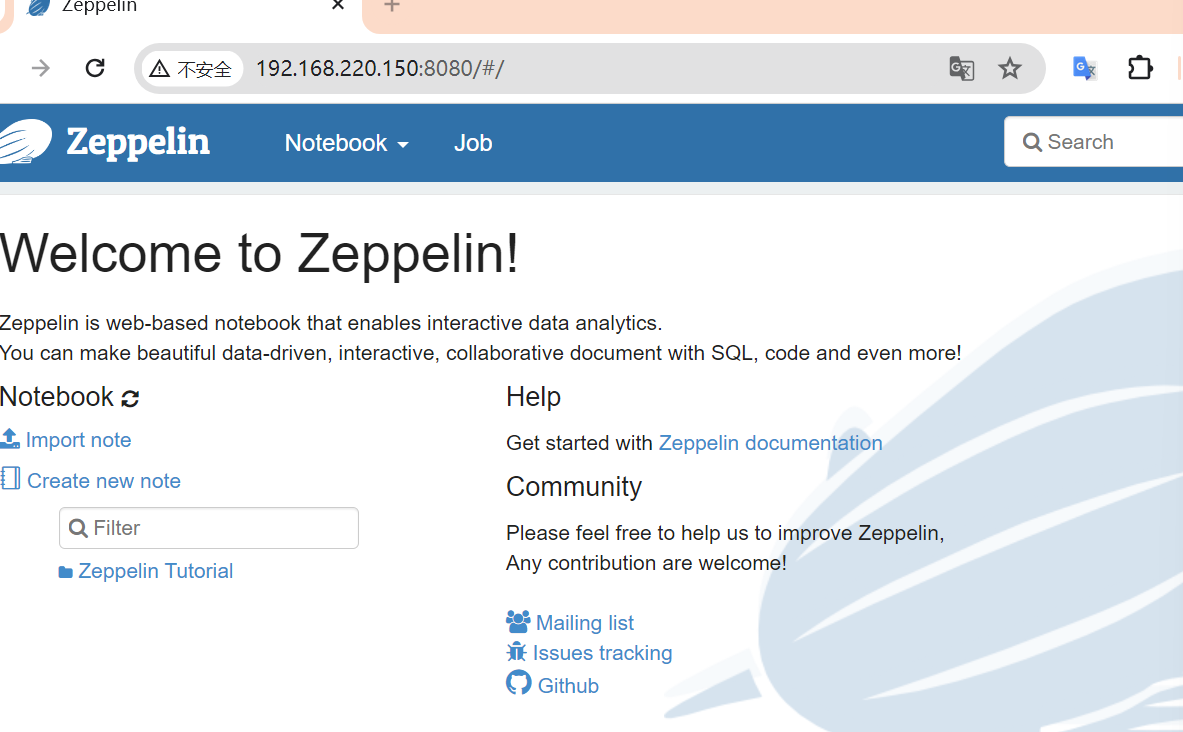 Zeppelin
不安全 192.168.220.150:8080/#/
Zeppelin Notebook Job Search
Welcome to Zeppelin!
Zeppelin is web-based notebook that enables interactive data analytics.
You can make beautiful data-driven, interactive, collaborative document with SQL, code and even more!
Notebook
Import note
Create new note
Filter
Zeppelin Tutorial
Help
Get started with Zeppelin documentation
Community
Please feel free to help us to improve Zeppelin,
Any contribution are welcome!
Mailing list
Issues tracking
Github